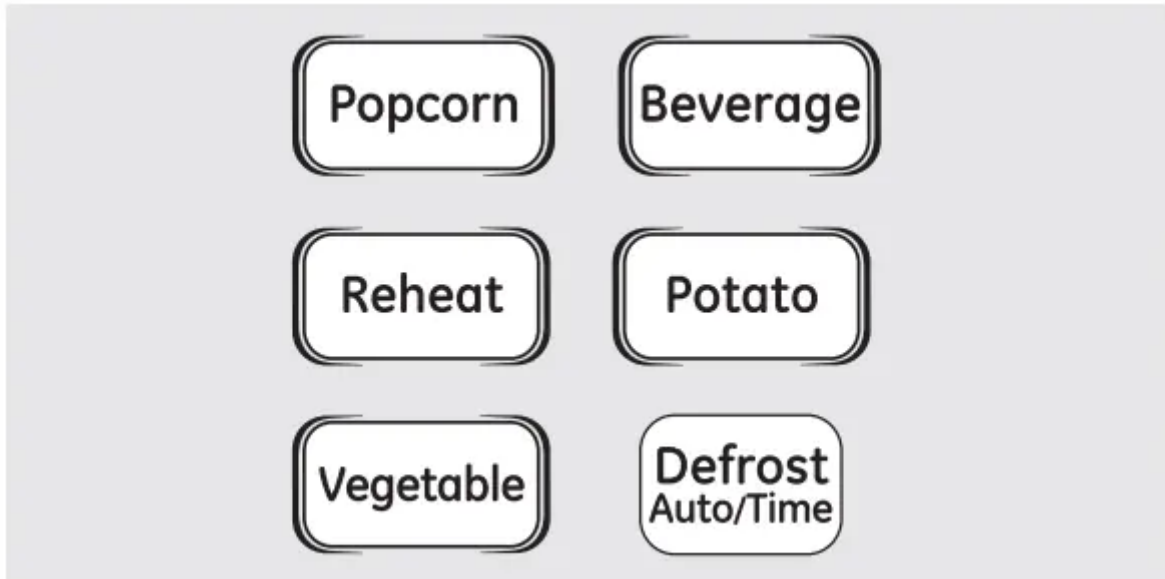 Popcorn
Beverage
Reheat
Potato
Vegetable
Defrost
Auto/Time